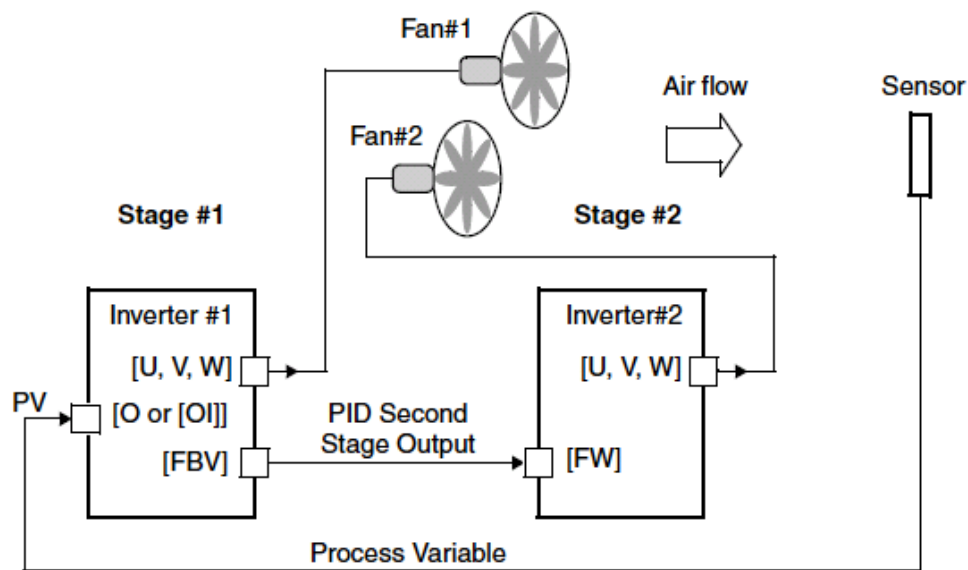 Fan#1
Air flow
Sensor
Fan#2
Stage #1
Stage #2
Inverter #1
Inverter#2
[U, V, W]
[U, V, W]
PV
[O or [OI]]
PID Second
Stage Output
[FBV]
[FW]
Process Variable